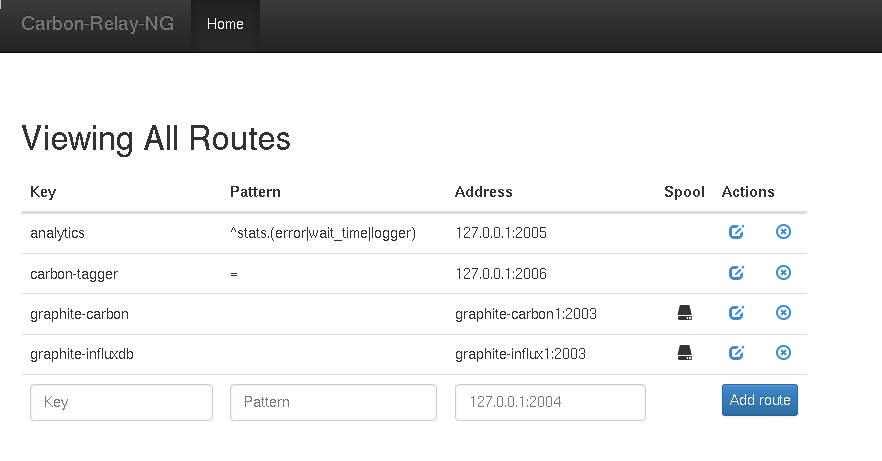 Carbon-Relay-NG Home
Viewing All Routes
Key Pattern Address Spool Actions
analytics ^stats.(error|wait_time|logger) 127.0.0.1:2005
carbon-tagger = 127.0.0.1:2006
graphite-carbon graphite-carbon1:2003
graphite-influxdb graphite-influx1:2003
Key Pattern 127.0.0.1:2004 Add route